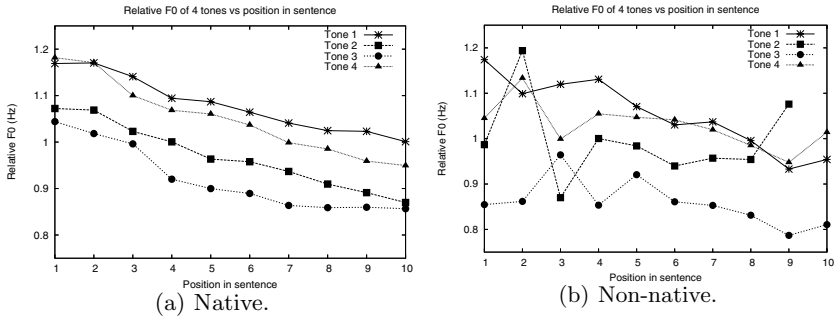 Relative F0 of 4 tones vs position in sentence
Tone 1
Tone 2
Tone 3
Tone 4
Relative F0 (Hz)
1.2
1.1
1
0.9
0.8
1 2 3 4 5 6 7 8 9 10
Position in sentence
(a) Native.
Relative F0 of 4 tones vs position in sentence
Tone 1
Tone 2
Tone 3
Tone 4
Relative F0 (Hz)
1.2
1.1
1
0.9
0.8
1 2 3 4 5 6 7 8 9 10
Position in sentence
(b) Non-native.